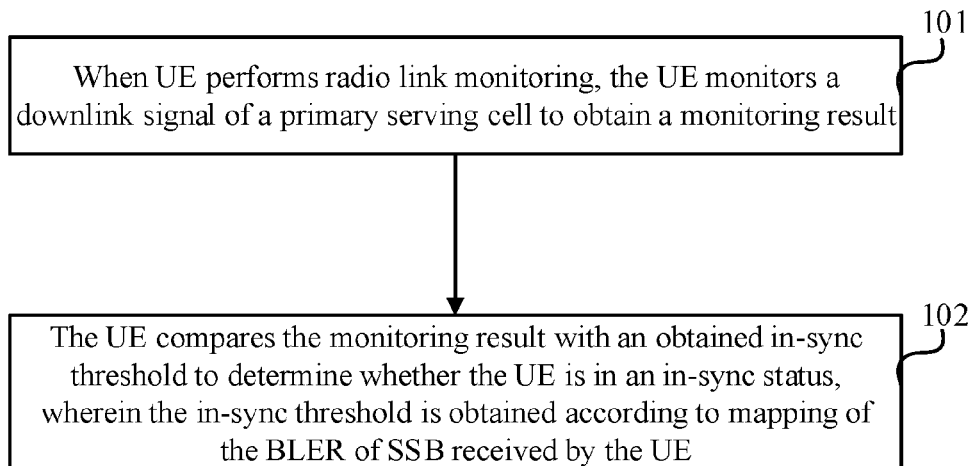 101
When UE performs radio link monitoring, the UE monitors a
downlink signal of a primary serving cell to obtain a monitoring result
102
The UE compares the monitoring result with an obtained in-sync
threshold to determine whether the UE is in an in-sync status,
wherein the in-sync threshold is obtained according to mapping of
the BLER of SSB received by the UE